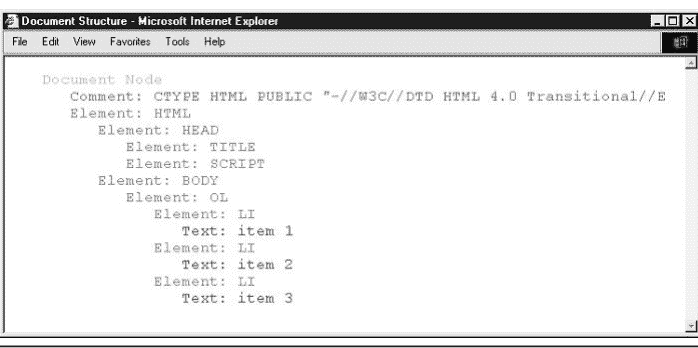 Document Structure - Microsoft Internet Explorer
File Edit View Favorites Tools Help
Document Node
Comment: CTYPE HTML PUBLIC "-//W3C//DTD HTML 4.0 Transitional//E
Element: HTML
Element: HEAD
Element: TITLE
Element: SCRIPT
Element: BODY
Element: OL
Element: LI
Text: item 1
Element: LI
Text: item 2
Element: LI
Text: item 3